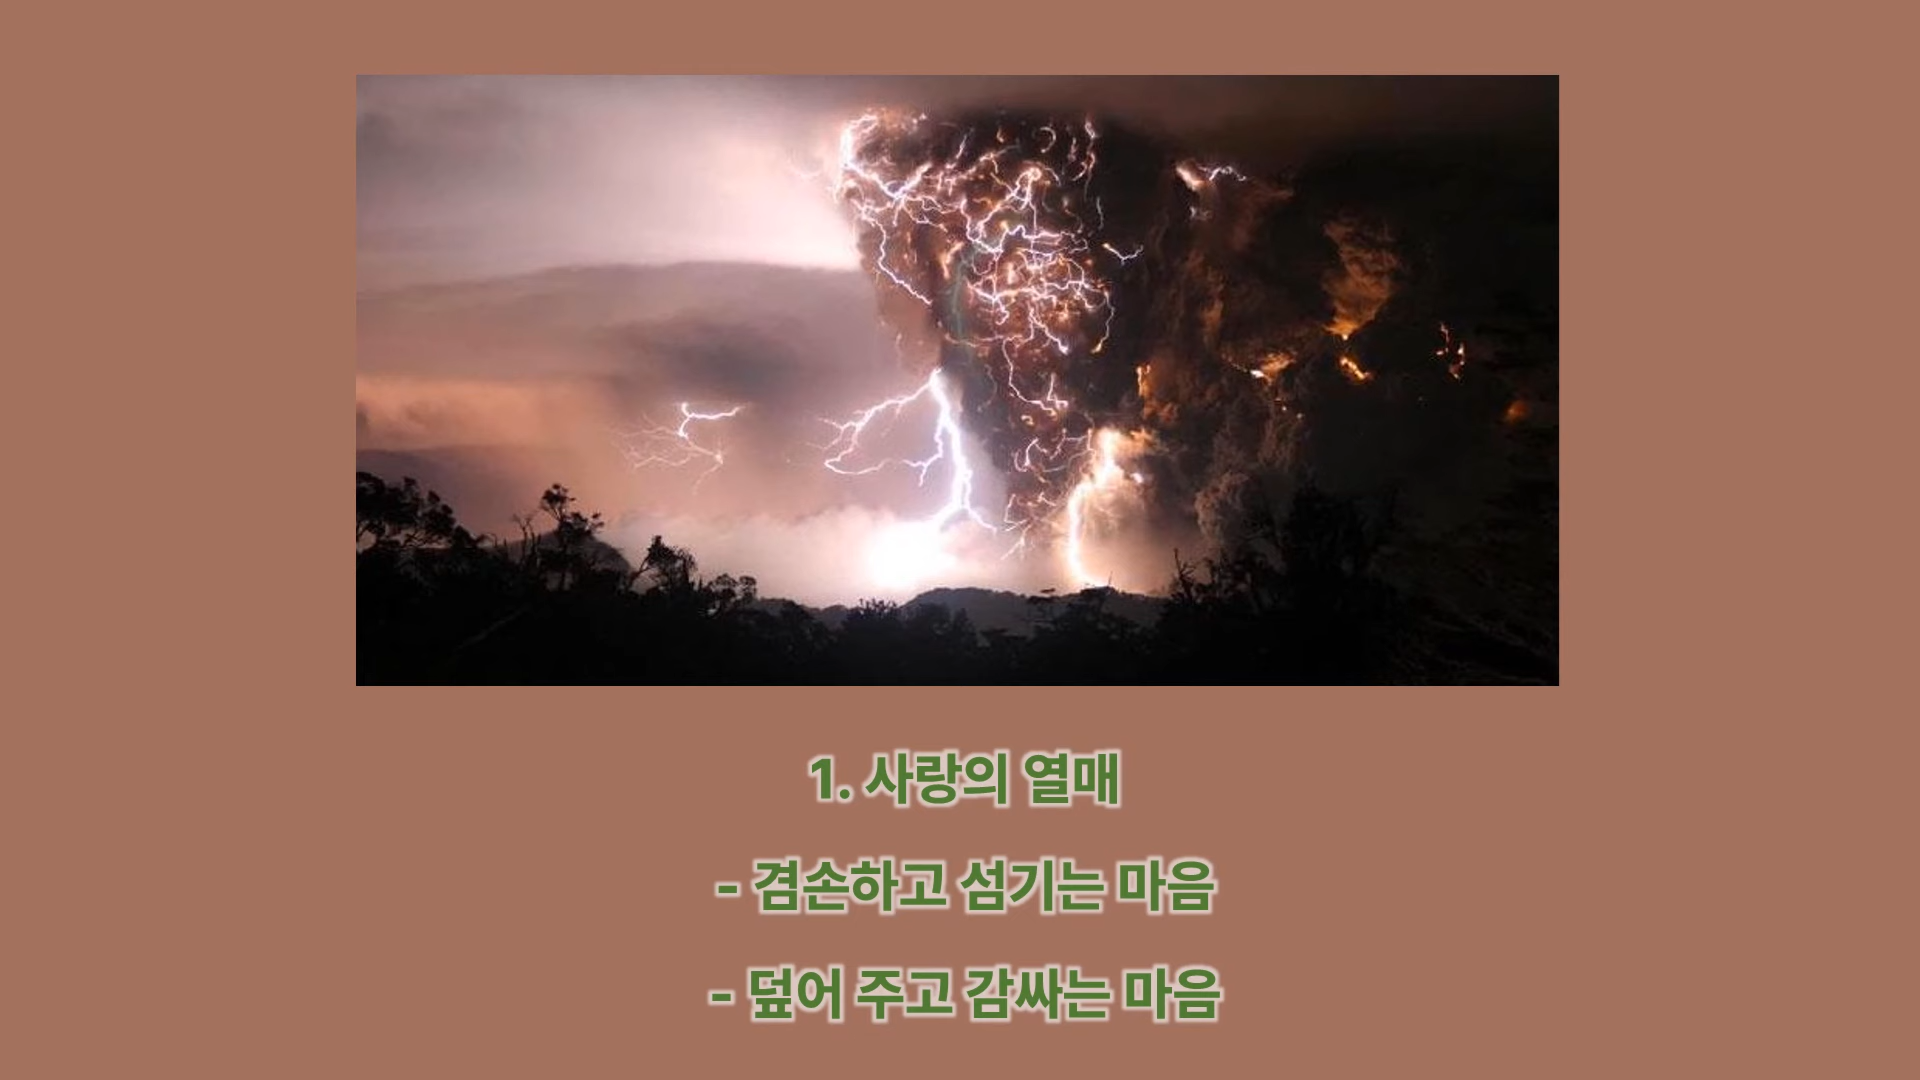 1. 사랑의 열매
- 겸손하고 섬기는 마음
- 덮어 주고 감싸는 마음